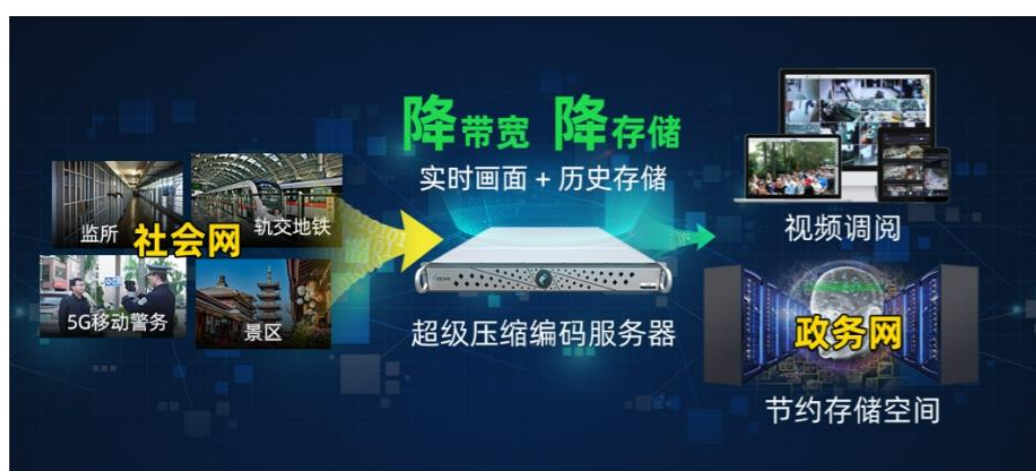 降带宽 降存储
实时画面 + 历史存储
监所
社会网
轨交地铁
5G移动警务
景区
超级压缩编码服务器
视频调阅
政务网
节约存储空间